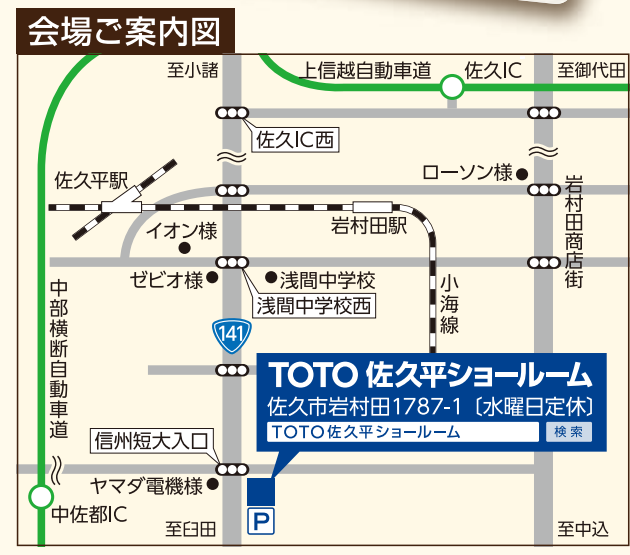 会場ご案内図
至小諸
上信越自動車道
佐久IC
至御代田
佐久IC西
佐久平駅
ローソン様
イオン様
岩村田駅
岩村田商店街
ゼビオ様
浅間中学校
浅間中学校西
小海線
中部横断自動車道
141
TOTO 佐久平ショールーム
佐久市岩村田1787-1〔水曜日定休〕
TOTO佐久平ショールーム 検索
信州短大入口
ヤマダ電機様
中佐都IC
P
至臼田
至中込